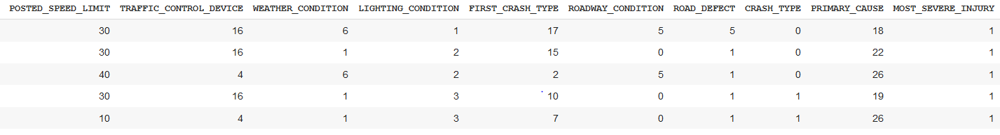 POSTED_SPEED_LIMIT TRAFFIC_CONTROL_DEVICE WEATHER_CONDITION LIGHTING_CONDITION FIRST_CRASH_TYPE ROADWAY_CONDITION ROAD_DEFECT CRASH_TYPE PRIMARY_CAUSE MOST_SEVERE_INJURY
30 16 6 1 17 5 5 0 18 1
30 16 1 2 15 0 1 0 22 1
40 4 6 2 2 5 1 0 26 1
30 16 1 3 10 0 1 1 19 1
10 4 1 3 7 0 1 1 26 1